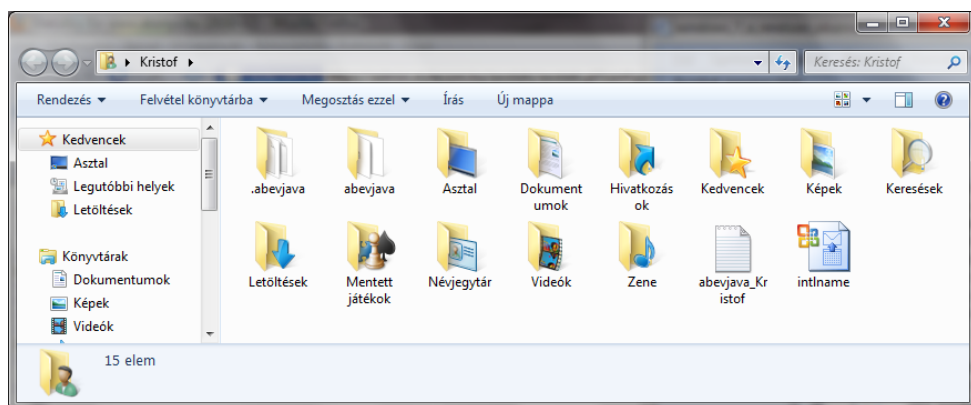 Kristof
Keresés: Kristof
Rendezés Felvétel könyvtárba Megosztás ezzel Írás Új mappa
Kedvencek
Asztal
Legutóbbi helyek
Letöltések
Könyvtárak
Dokumentumok
Képek
Videók
.abevjava abevjava Asztal Dokument Hivatkozás Kedvencek Képek Keresések
umok ok
Letöltések Mentett Névjegytár Videók Zene abevjava_Kr intlname
játékok istof
15 elem